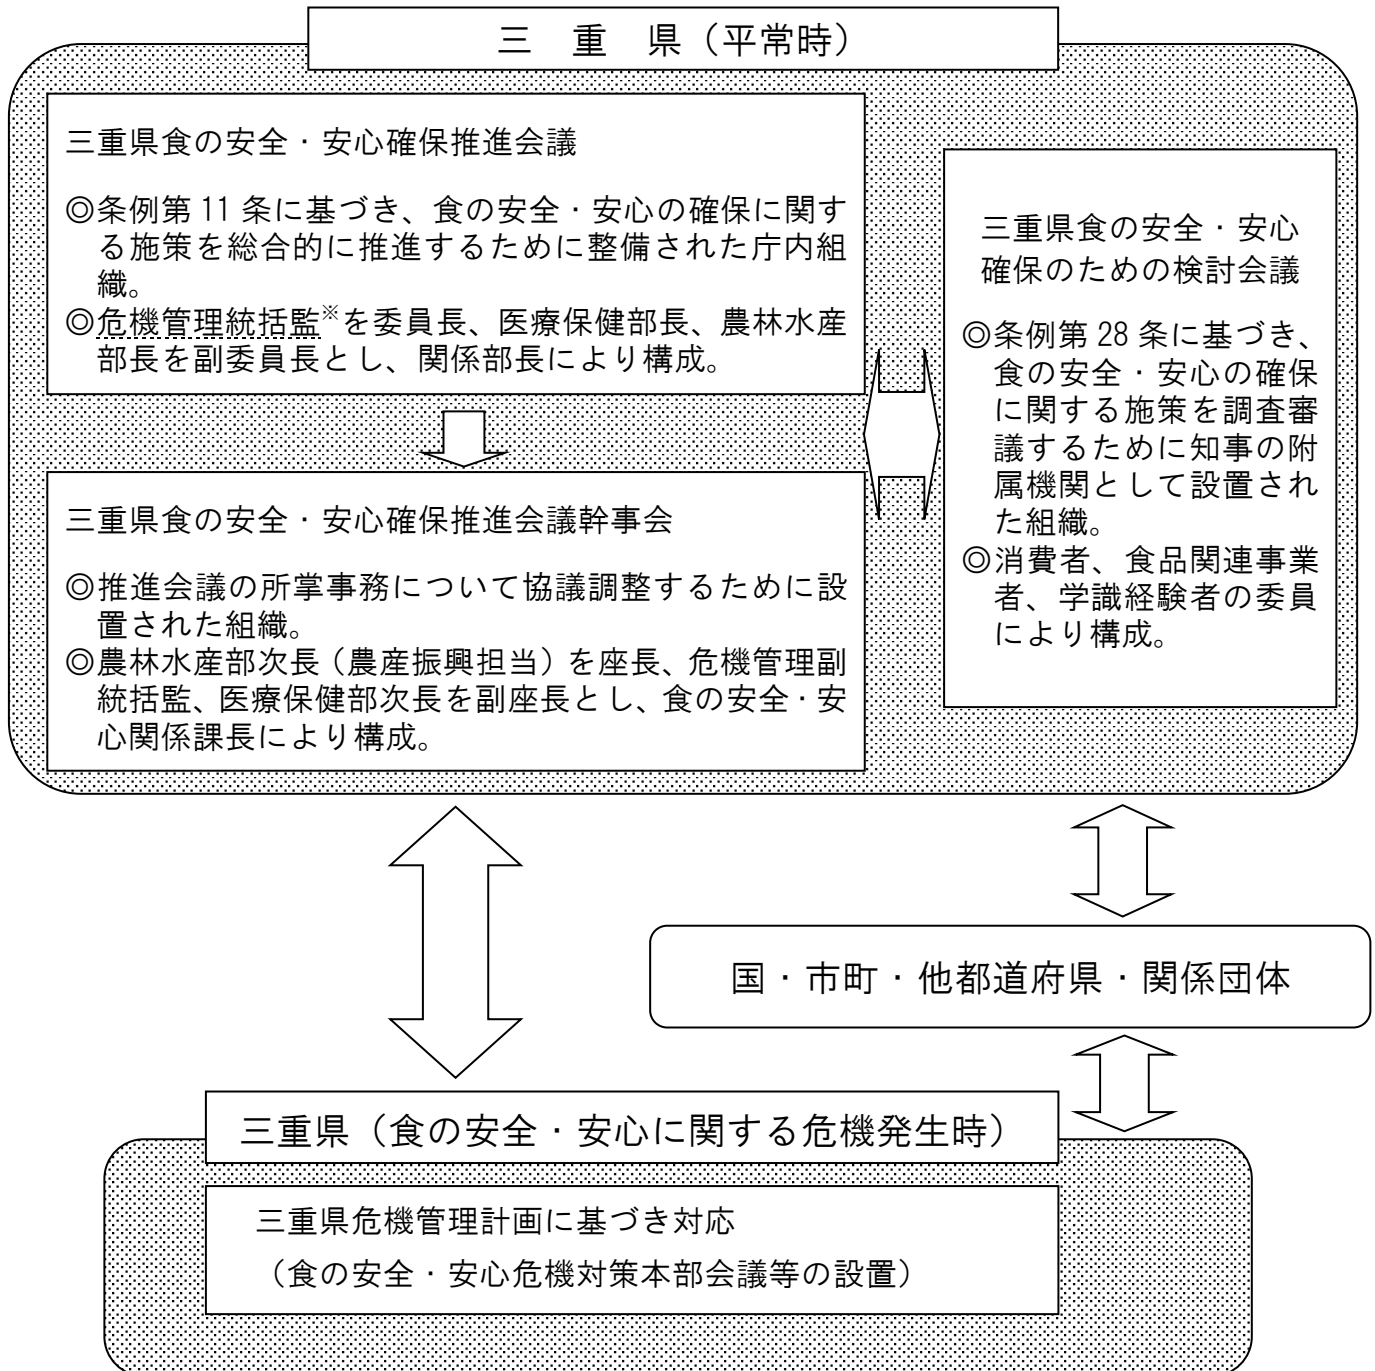 三　重　県（平常時）
三重県食の安全・安心確保推進会議
◎条例第 11 条に基づき、食の安全・安心の確保に関す
る施策を総合的に推進するために整備された庁内組
織。
◎危機管理統括監※を委員長、医療保健部長、農林水産
部長を副委員長とし、関係部長により構成。
三重県食の安全・安心確保推進会議幹事会
◎推進会議の所掌事務について協議調整するために設
置された組織。
◎農林水産部次長（農産振興担当）を座長、危機管理副
統括監、医療保健部次長を副座長とし、食の安全・安
心関係課長により構成。
三重県食の安全・安心
確保のための検討会議
◎条例第 28 条に基づき、
食の安全・安心の確保
に関する施策を調査審
議するために知事の附
属機関として設置され
た組織。
◎消費者、食品関連事業
者、学識経験者の委員
により構成。
国・市町・他都道府県・関係団体
三重県（食の安全・安心に関する危機発生時）
三重県危機管理計画に基づき対応
（食の安全・安心危機対策本部会議等の設置）